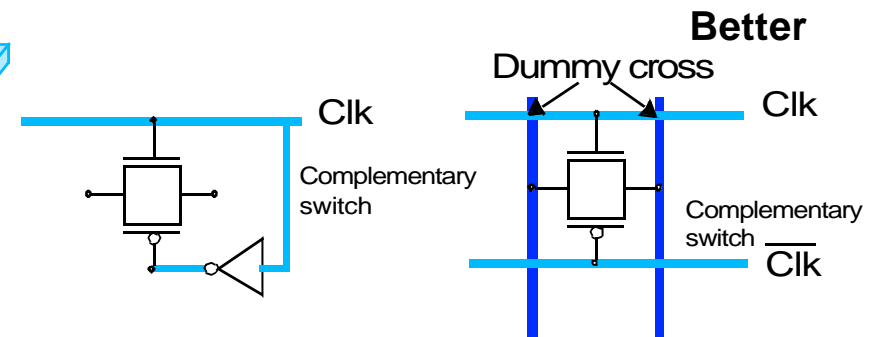 Better
Dummy cross
Clk
Clk
Complementary
switch
Complementary
switch
Clk